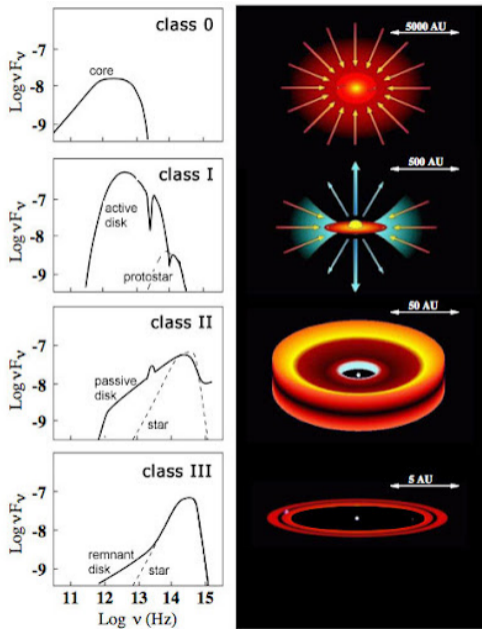 class 0
core
-7
-8
-9
Log νFν
5000 AU
class I
active
disk
protostar
-7
-8
-9
Log νFν
500 AU
class II
passive
disk
star
-7
-8
-9
Log νFν
50 AU
class III
remnant
disk
star
-7
-8
-9
Log νFν
5 AU
11 12 13 14 15
Log ν (Hz)